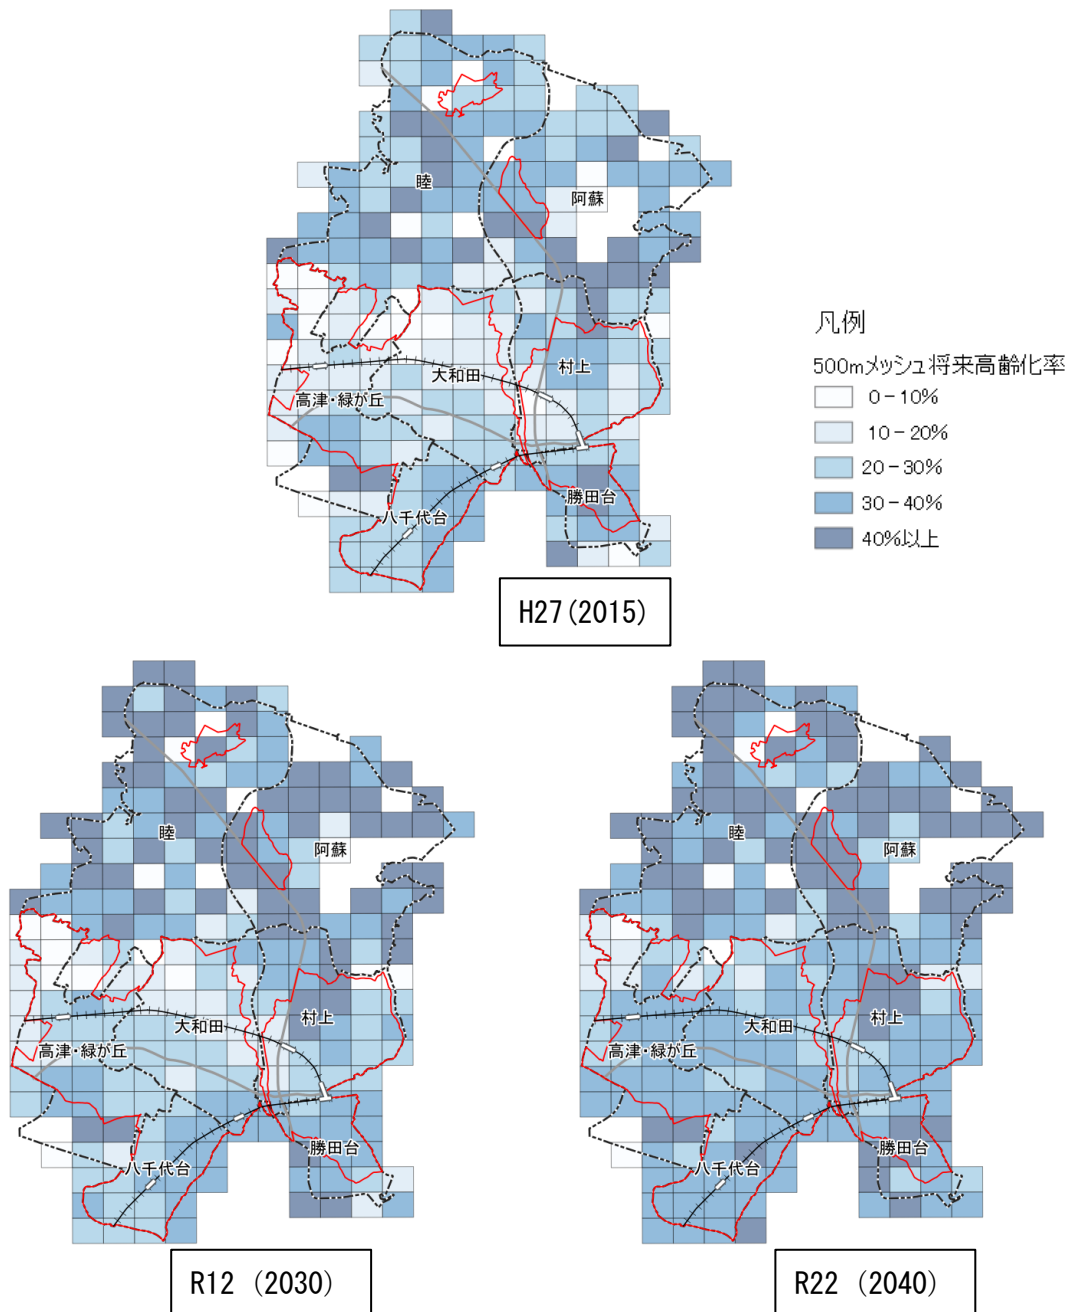 睦
阿蘇
村上
大和田
高津・緑が丘
勝田台
八千代台
凡例
500mメッシュ将来高齢化率
0-10%
10-20%
20-30%
30-40%
40%以上
H27(2015)
睦
阿蘇
村上
大和田
高津・緑が丘
勝田台
八千代台
R12 (2030)
睦
阿蘇
村上
大和田
高津・緑が丘
勝田台
八千代台
R22 (2040)